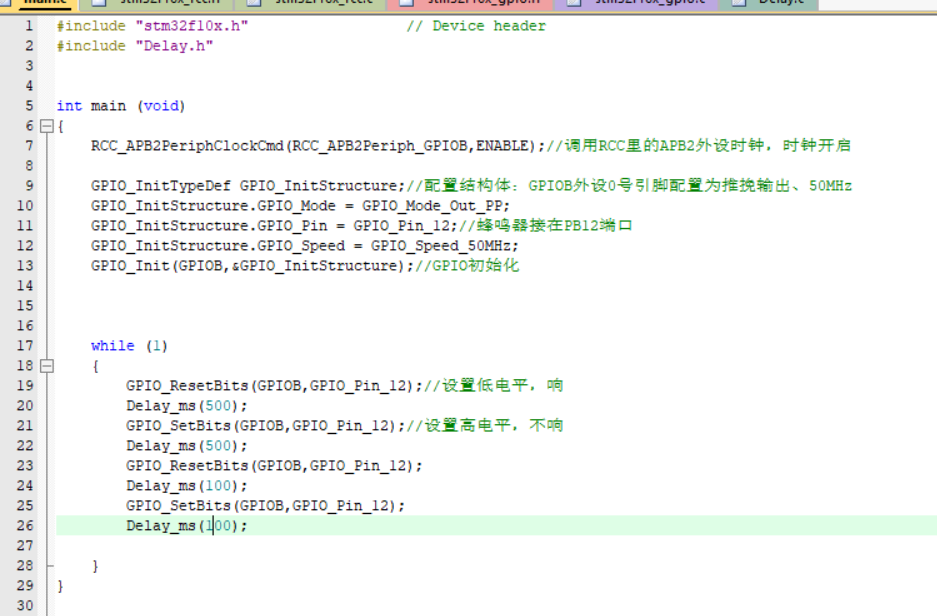 main.c stm32f10x_rcc.h stm32f10x_rcc.c stm32f10x_gpio.h stm32f10x_gpio.c Delay.c
1 #include "stm32f10x.h" // Device header
2 #include "Delay.h"
3
4
5 int main (void)
6 {
7 RCC_APB2PeriphClockCmd(RCC_APB2Periph_GPIOB,ENABLE);//调用RCC里的APB2外设时钟，时钟开启
8
9 GPIO_InitTypeDef GPIO_InitStructure;//配置结构体：GPIOB外设0号引脚配置为推挽输出、50MHz
10 GPIO_InitStructure.GPIO_Mode = GPIO_Mode_Out_PP;
11 GPIO_InitStructure.GPIO_Pin = GPIO_Pin_12;//蜂鸣器接在PB12端口
12 GPIO_InitStructure.GPIO_Speed = GPIO_Speed_50MHz;
13 GPIO_Init(GPIOB,&GPIO_InitStructure);//GPIO初始化
14
15
16
17 while (1)
18 {
19 GPIO_ResetBits(GPIOB,GPIO_Pin_12);//设置低电平，响
20 Delay_ms(500);
21 GPIO_SetBits(GPIOB,GPIO_Pin_12);//设置高电平，不响
22 Delay_ms(500);
23 GPIO_ResetBits(GPIOB,GPIO_Pin_12);
24 Delay_ms(100);
25 GPIO_SetBits(GPIOB,GPIO_Pin_12);
26 Delay_ms(100);
27
28 }
29 }
30